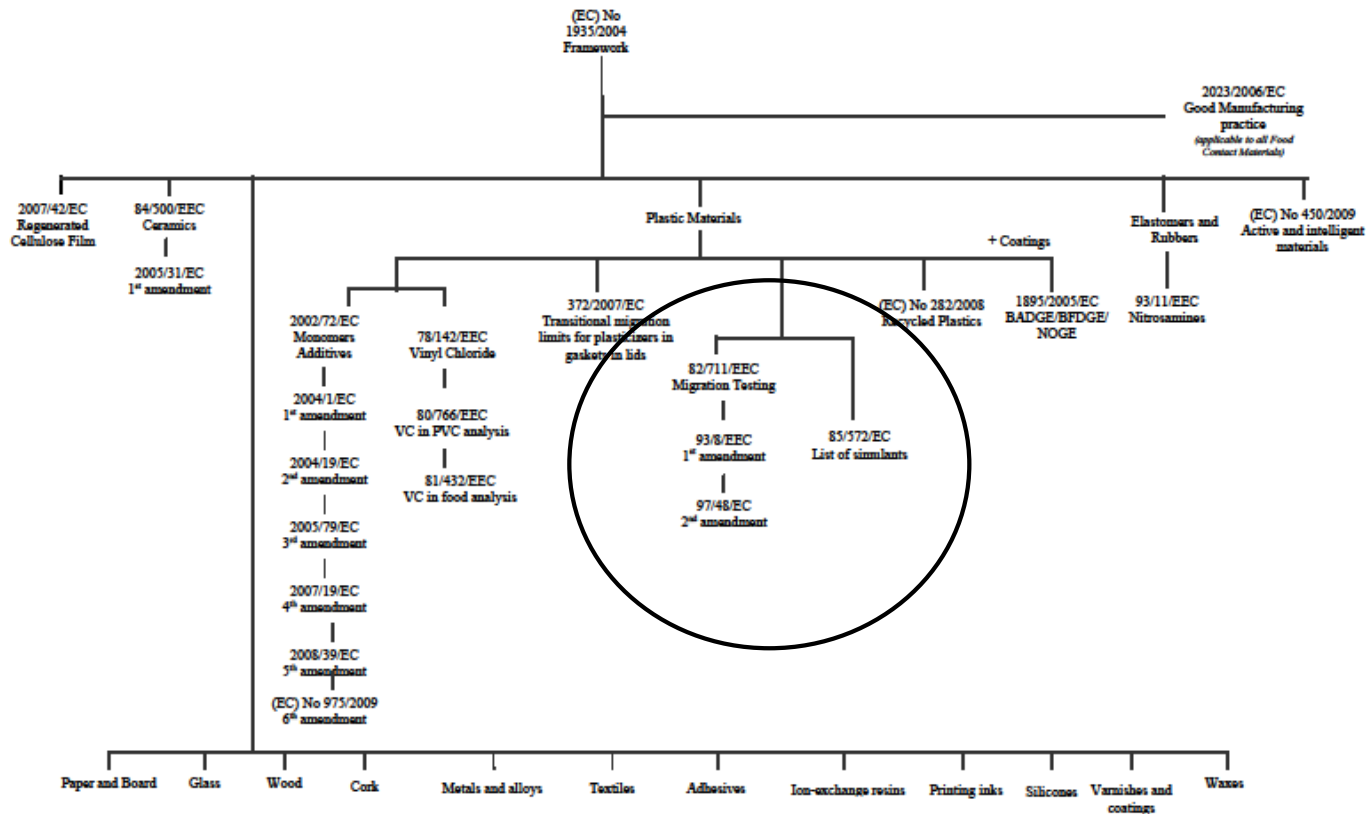 (EC) No
1935/2004
Framework
2023/2006/EC
Good Manufacturing
practice
(applicable to all Food
Contact Materials)
2007/42/EC
Regenerated
Cellulose Film
84/500/EEC
Ceramics
2005/31/EC
1st amendment
Plastic Materials
+ Coatings
Elastomers and
Rubbers
93/11/EEC
Nitrosamines
(EC) No 450/2009
Active and intelligent
materials
2002/72/EC
Monomers
Additives
2004/1/EC
1st amendment
2004/19/EC
2nd amendment
2005/79/EC
3rd amendment
2007/19/EC
4th amendment
2008/39/EC
5th amendment
(EC) No 975/2009
6th amendment
78/142/EEC
Vinyl Chloride
80/766/EEC
VC in PVC analysis
81/432/EEC
VC in food analysis
372/2007/EC
Transitional migration
limits for plasticizers in
gaskets in lids
82/711/EEC
Migration Testing
93/8/EEC
1st amendment
97/48/EC
2nd amendment
85/572/EC
List of simulants
(EC) No 282/2008
Recycled Plastics
1895/2005/EC
BADGE/BFDGE/
NOGE
Paper and Board
Glass
Wood
Cork
Metals and alloys
Textiles
Adhesives
Ion-exchange resins
Printing inks
Silicones
Varnishes and
coatings
Waxes